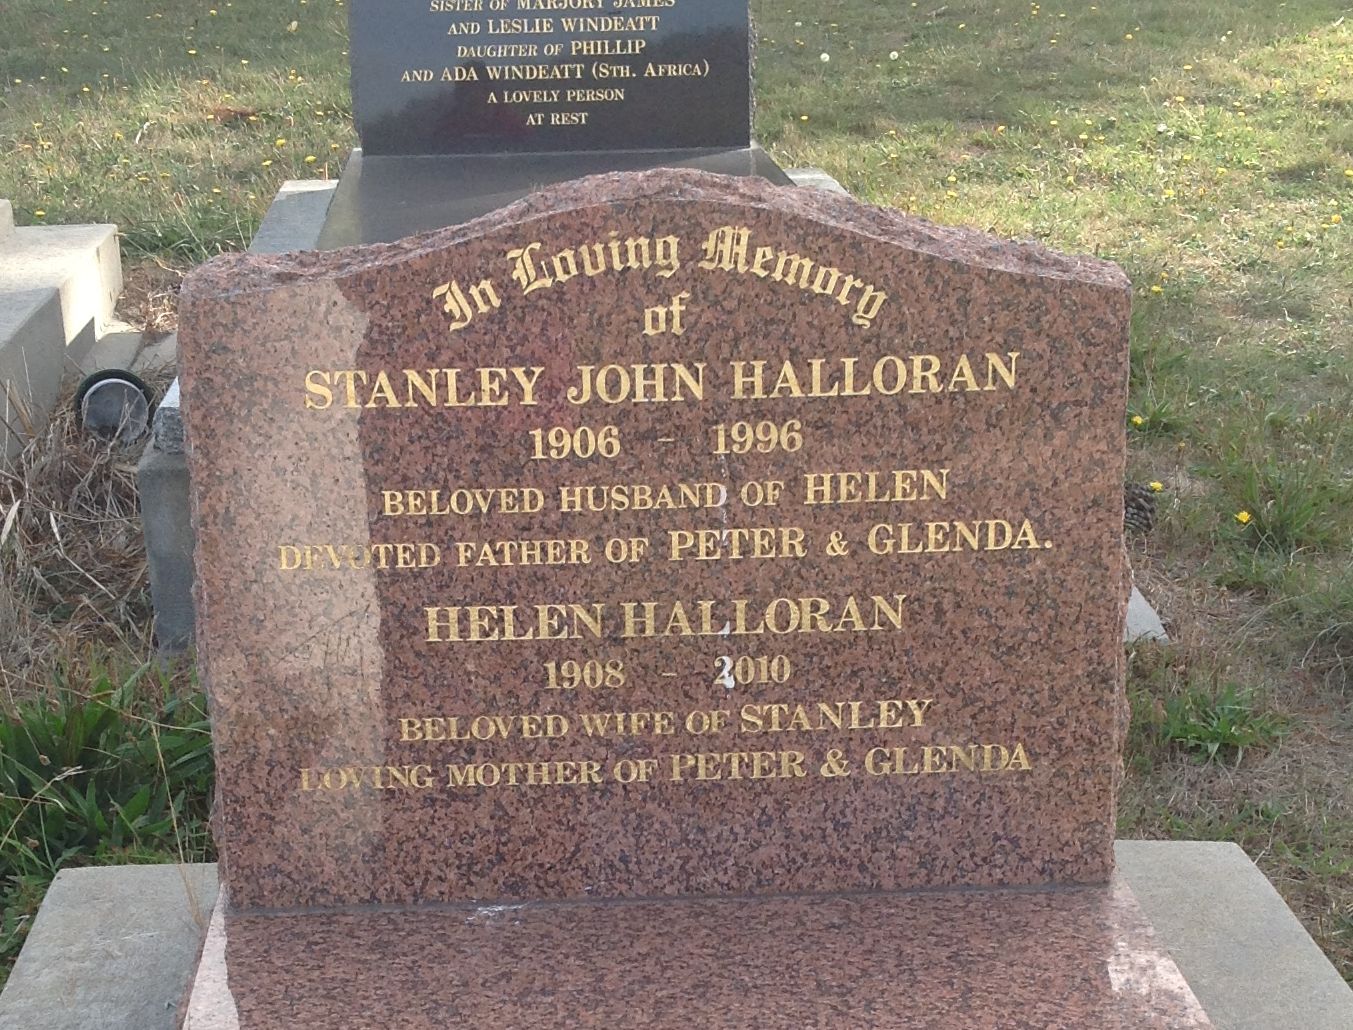 SISTER OF MARJORY JAMES
AND LESLIE WINDEATT
DAUGHTER OF PHILLIP
AND ADA WINDEATT (STH. AFRICA)
A LOVELY PERSON
AT REST
In Loving Memory
of
STANLEY JOHN HALLORAN
1906 - 1996
BELOVED HUSBAND OF HELEN
DEVOTED FATHER OF PETER & GLENDA.
HELEN HALLORAN
1908 - 2010
BELOVED WIFE OF STANLEY
LOVING MOTHER OF PETER & GLENDA